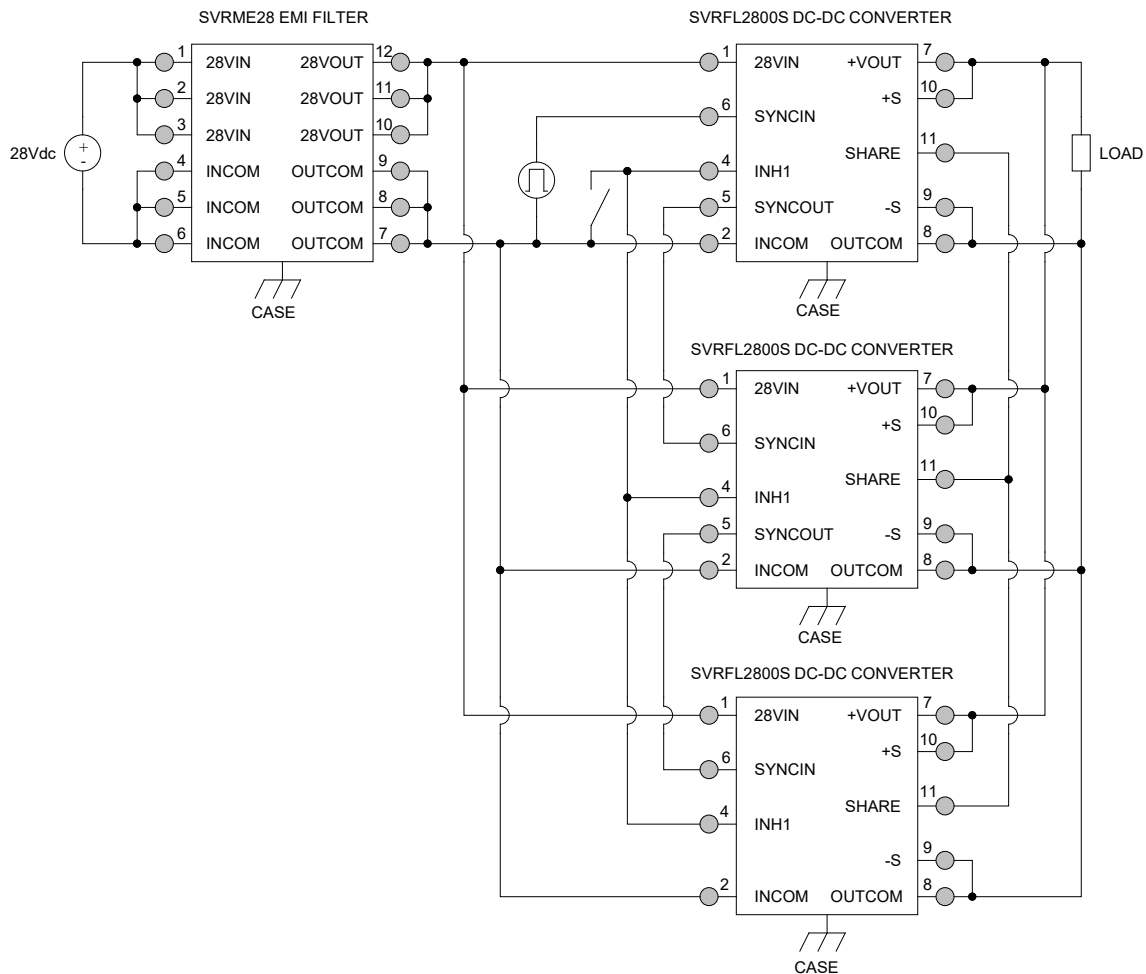 SVRME28 EMI FILTER
SVRFL2800S DC-DC CONVERTER
1 28VIN 28VOUT 12
2 28VIN 28VOUT 11
3 28VIN 28VOUT 10
4 INCOM OUTCOM 9
5 INCOM OUTCOM 8
6 INCOM OUTCOM 7
28Vdc
+
-
CASE
1 28VIN +VOUT 7
+S 10
6 SYNCIN
SHARE 11
4 INH1
5 SYNCOUT -S 9
2 INCOM OUTCOM 8
LOAD
CASE
SVRFL2800S DC-DC CONVERTER
1 28VIN +VOUT 7
+S 10
6 SYNCIN
SHARE 11
4 INH1
5 SYNCOUT -S 9
2 INCOM OUTCOM 8
CASE
SVRFL2800S DC-DC CONVERTER
1 28VIN +VOUT 7
+S 10
6 SYNCIN
SHARE 11
4 INH1
-S 9
2 INCOM OUTCOM 8
CASE